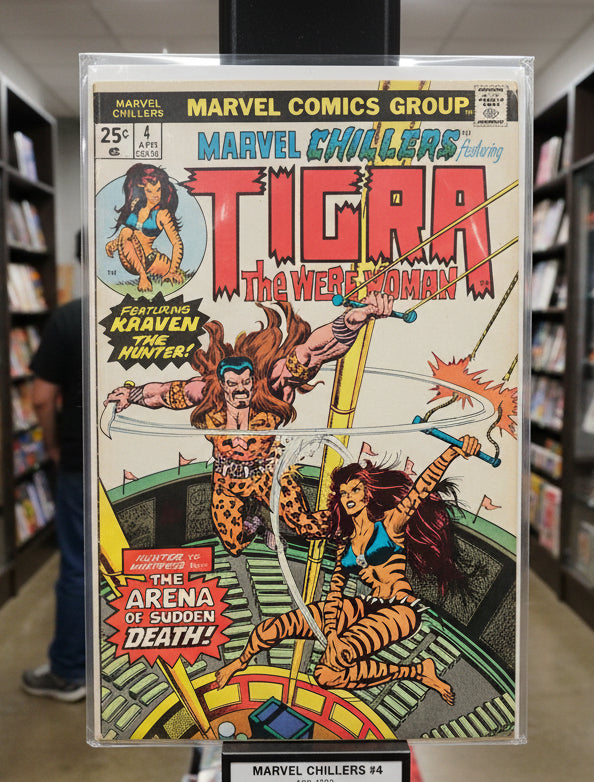 MARVEL CHILLERS
MARVEL COMICS GROUP
25¢
4
MARVEL CHILLERS featuring
TIGRA
THE WERE-WOMAN
FEATURING
KRAVEN
THE
HUNTER!
THE
ARENA
OF SUDDEN
DEATH!
MARVEL CHILLERS #4